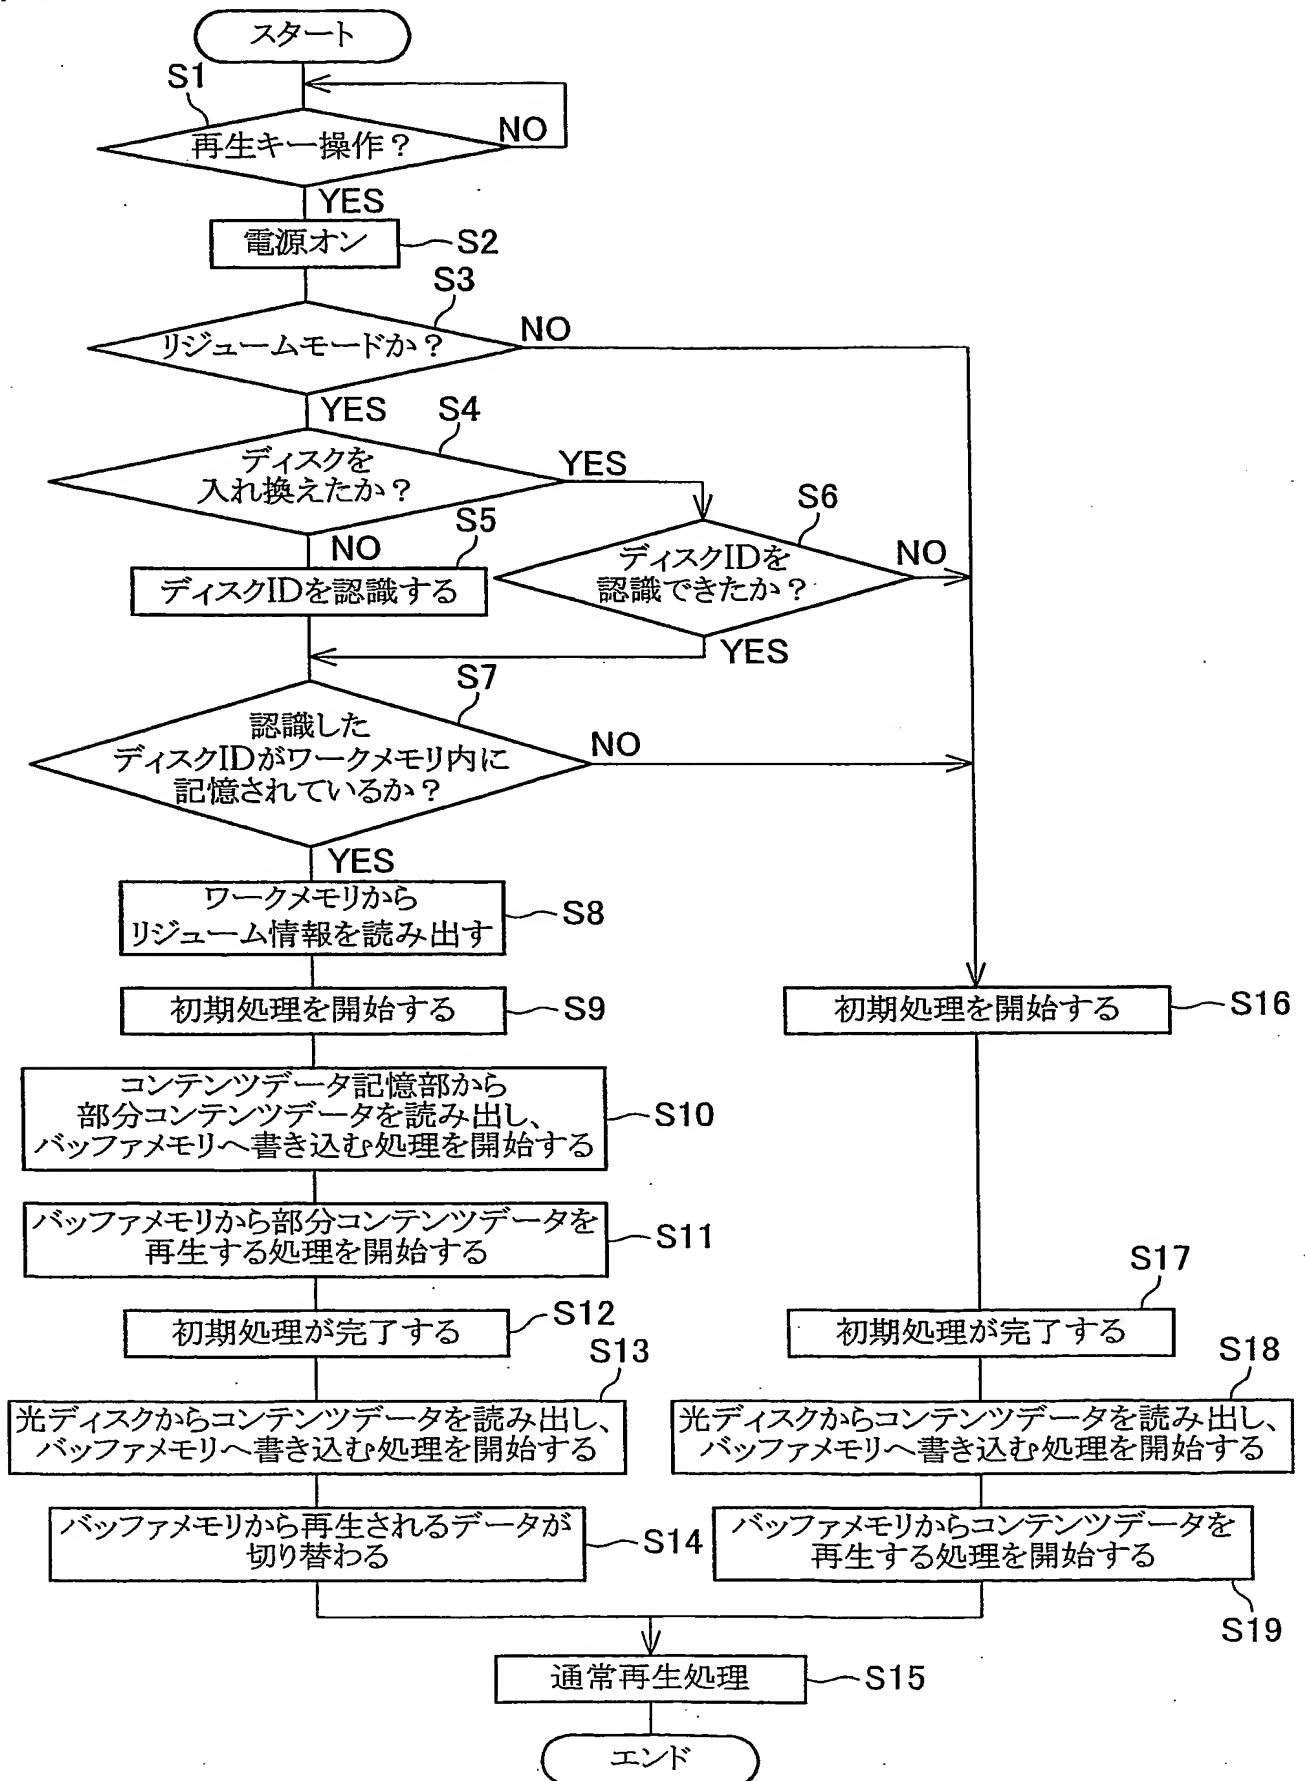 スタート
S1
再生キー操作？
NO
YES
電源オン
S2
S3
リジュームモードか？
NO
YES
S4
ディスクを
入れ換えたか？
YES
NO
S5
ディスクIDを認識する
S6
ディスクIDを
認識できたか？
NO
YES
S7
認識した
ディスクIDがワークメモリ内に
記憶されているか？
NO
YES
ワークメモリから
リジューム情報を読み出す
S8
初期処理を開始する
S9
初期処理を開始する
S16
コンテンツデータ記憶部から
部分コンテンツデータを読み出し、
バッファメモリへ書き込む処理を開始する
S10
バッファメモリから部分コンテンツデータを
再生する処理を開始する
S11
初期処理が完了する
S12
S17
初期処理が完了する
S13
光ディスクからコンテンツデータを読み出し、
バッファメモリへ書き込む処理を開始する
S18
光ディスクからコンテンツデータを読み出し、
バッファメモリへ書き込む処理を開始する
バッファメモリから再生されるデータが
切り替わる
S14
バッファメモリからコンテンツデータを
再生する処理を開始する
S19
通常再生処理
S15
エンド